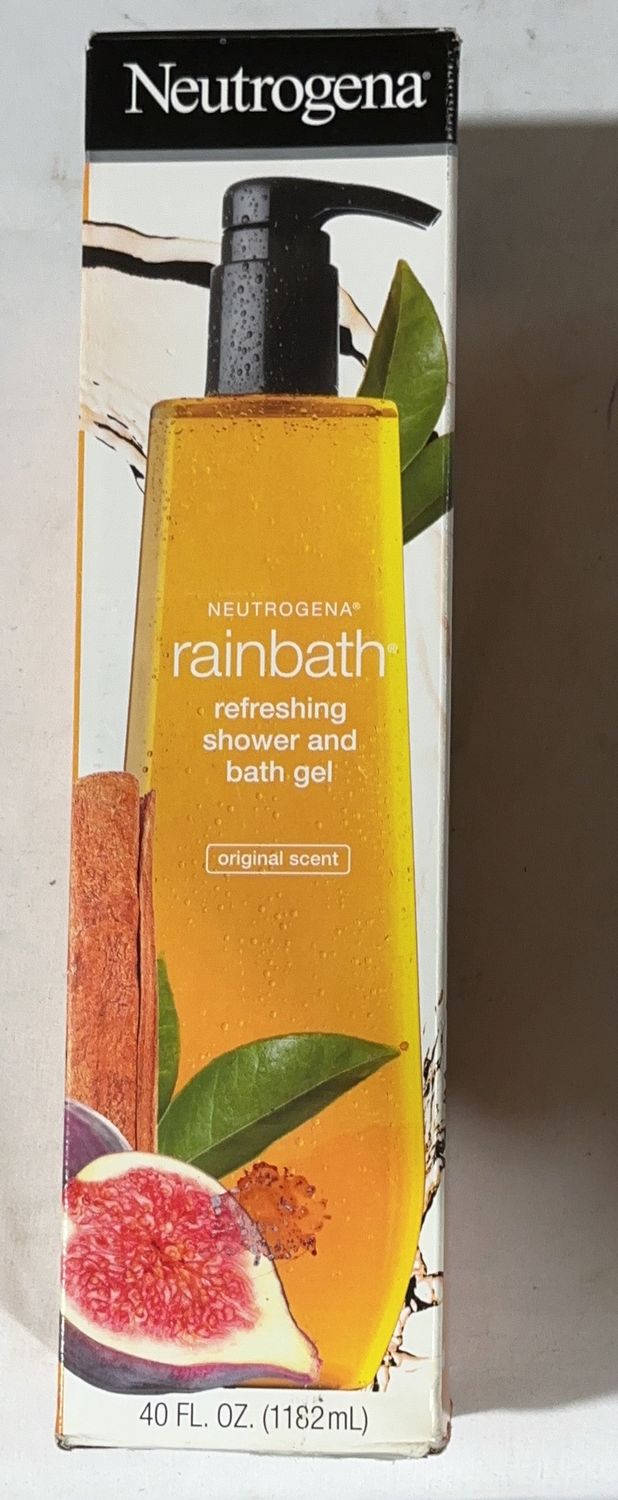 Neutrogena®
NEUTROGENA®
rainbath®
refreshing
shower and
bath gel
original scent
40 FL. OZ. (1182mL)